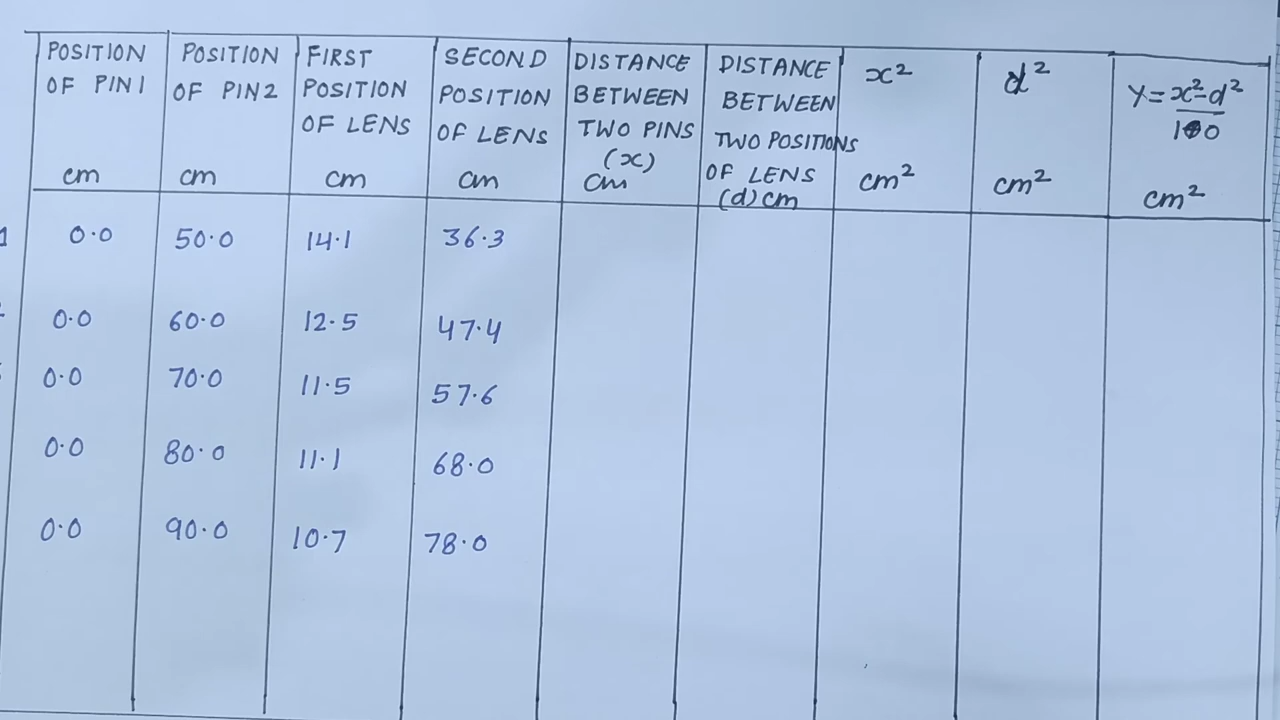 POSITION OF PIN1 cm
POSITION OF PIN2 cm
FIRST POSITION OF LENS cm
SECOND POSITION OF LENS cm
DISTANCE BETWEEN TWO PINS (x) cm
DISTANCE BETWEEN TWO POSITIONS OF LENS (d) cm
x² cm²
d² cm²
Y = x²-d² / 100 cm²
1 0.0 50.0 14.1 36.3
0.0 60.0 12.5 47.4
0.0 70.0 11.5 57.6
0.0 80.0 11.1 68.0
0.0 90.0 10.7 78.0